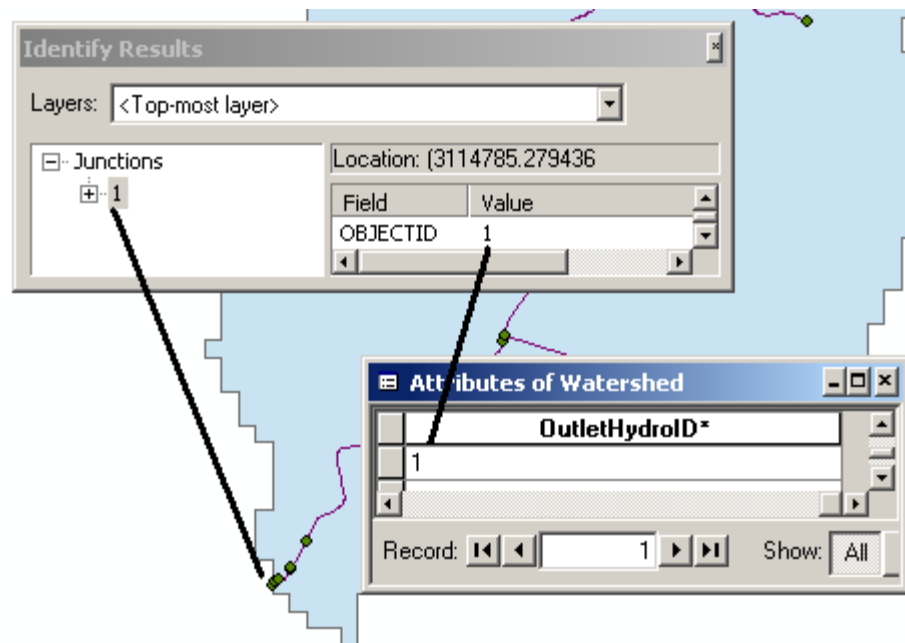 Identify Results
Layers: <Top-most layer>
Junctions
1
Location: (3114785.279436
Field Value
OBJECTID 1
Attributes of Watershed
OutletHydroID*
1
Record: 1 Show: All